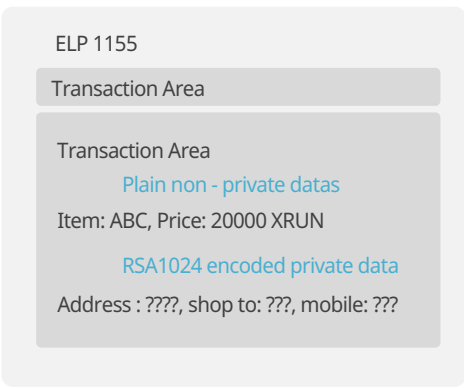 ELP 1155
Transaction Area
Transaction Area
Plain non - private datas
Item: ABC, Price: 20000 XRUN
RSA1024 encoded private data
Address : ????, shop to: ???, mobile: ???